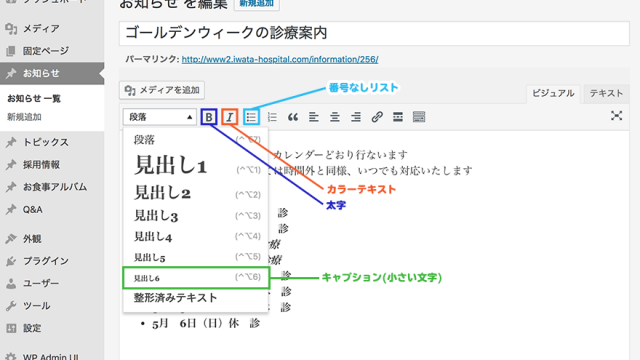 ダッシュボード
お知らせ を編集
新規追加
メディア
固定ページ
お知らせ
お知らせ 一覧
新規追加
トピックス
採用情報
お食事アルバム
Q&A
外観
プラグイン
ユーザー
ツール
設定
WP Admin UI
ゴールデンウィークの診療案内
パーマリンク: http://www2.iwata-hospital.com/information/256/
メディアを追加
番号なしリスト
ビジュアル
テキスト
段落
B
I
段落 (^⌥7)
見出し1 (^⌥1)
見出し2 (^⌥2)
見出し3 (^⌥3)
見出し4 (^⌥4)
見出し5 (^⌥5)
見出し6 (^⌥6)
整形済みテキスト
カレンダーどおり行ないます
は時間外と同様、いつでも対応いたします
カラーテキスト
太字
診
診
療
療
診
診
診
キャプション(小さい文字)
• 5月 6日（日）休 診